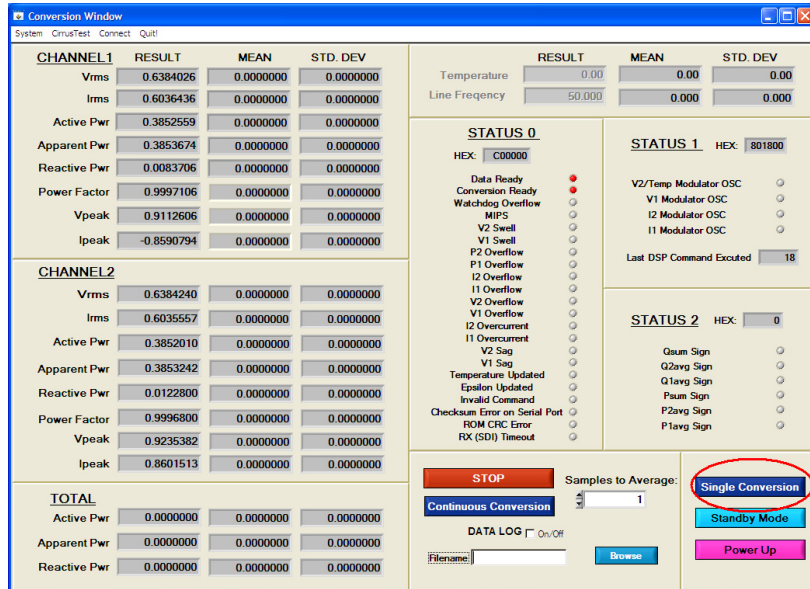 Conversion Window
System CirrusTest Connect Quit!
CHANNEL1 RESULT MEAN STD. DEV
Vrms 0.6384026 0.0000000 0.0000000
Irms 0.6036436 0.0000000 0.0000000
Active Pwr 0.3852559 0.0000000 0.0000000
Apparent Pwr 0.3853674 0.0000000 0.0000000
Reactive Pwr 0.0083706 0.0000000 0.0000000
Power Factor 0.9997106 0.0000000 0.0000000
Vpeak 0.9112606 0.0000000 0.0000000
Ipeak -0.8590794 0.0000000 0.0000000
CHANNEL2
Vrms 0.6384240 0.0000000 0.0000000
Irms 0.6035557 0.0000000 0.0000000
Active Pwr 0.3852010 0.0000000 0.0000000
Apparent Pwr 0.3853242 0.0000000 0.0000000
Reactive Pwr 0.0122800 0.0000000 0.0000000
Power Factor 0.9996800 0.0000000 0.0000000
Vpeak 0.9235382 0.0000000 0.0000000
Ipeak 0.8601513 0.0000000 0.0000000
TOTAL
Active Pwr 0.0000000 0.0000000 0.0000000
Apparent Pwr 0.0000000 0.0000000 0.0000000
Reactive Pwr 0.0000000 0.0000000 0.0000000
RESULT MEAN STD. DEV
Temperature 0.00 0.00 0.00
Line Freqency 50.000 0.000 0.000
STATUS 0
HEX: C00000
Data Ready
Conversion Ready
Watchdog Overflow
MIPS
V2 Swell
V1 Swell
P2 Overflow
P1 Overflow
I2 Overflow
I1 Overflow
V2 Overflow
V1 Overflow
I2 Overcurrent
I1 Overcurrent
V2 Sag
V1 Sag
Temperature Updated
Epsilon Updated
Invalid Command
Checksum Error on Serial Port
ROM CRC Error
RX (SDI) Timeout
STATUS 1 HEX: 801800
V2/Temp Modulator OSC
V1 Modulator OSC
I2 Modulator OSC
I1 Modulator OSC
Last DSP Command Excuted 18
STATUS 2 HEX: 0
Qsum Sign
Q2avg Sign
Q1avg Sign
Psum Sign
P2avg Sign
P1avg Sign
STOP
Continuous Conversion
Samples to Average:
1
DATA LOG On/Off
Filename
Browse
Single Conversion
Standby Mode
Power Up